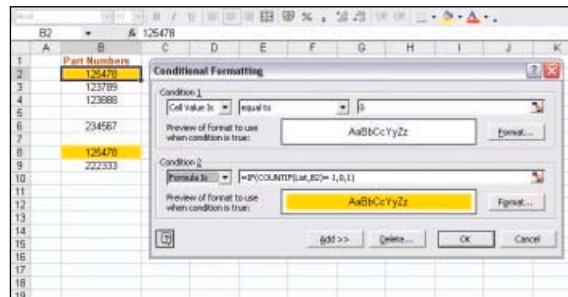 B2 fx 125478
A B C D E F G H I J K
1 Part Numbers
2 125478
3 123789
4 123888
5
6 234567
7
8 125478
9 222333
10
11
12
13
14
15
16
17
18
19
Conditional Formatting
Condition 1
Cell Value Is equal to 0
Preview of format to use when condition is true:
AaBbCcYyZz
Format...
Condition 2
Formula Is =IF(COUNTIF(List,B2)= 1,0,1)
Preview of format to use when condition is true:
AaBbCcYyZz
Format...
Add >> Delete... OK Cancel